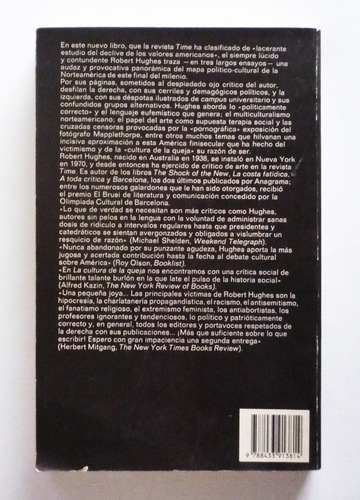 En este nuevo libro, que la revista Time ha clasificado de «lacerante
estudio del declive de los valores americanos», el siempre lúcido
y contundente Robert Hughes traza —en tres largos ensayos— una
audaz y provocativa panorámica del mapa político-cultural de la
Norteamérica de este final del milenio.
Por sus páginas, sometidos al despiadado ojo crítico del autor,
desfilan la derecha, con sus cerriles y demagógicos políticos, y la
izquierda, con sus déspotas ilustrados de campus universitario y sus
confundidos grupos alternativos. Hughes aborda lo «políticamente
correcto» y el lenguaje eufemístico que genera; el multiculturalismo
norteamericano; el papel del arte como supuesta terapia social y las
cruzadas censoras provocadas por la «pornográfica» exposición del
fotógrafo Mapplethorpe, entre otros muchos temas que hilvanan una
incisiva aproximación a esta América finisecular que ha hecho del
victimismo y de la «cultura de la queja» su razón de ser.
Robert Hughes, nacido en Australia en 1938, se instaló en Nueva York
en 1970, y desde entonces ha ejercido de crítico de arte en la revista
Time. Es autor de los libros The Shock of the New, La costa fatídica,
A toda crítica y Barcelona, los dos últimos publicados por Anagrama;
entre los numerosos galardones que le han sido otorgados, recibió
el premio El Brusi de literatura y comunicación concedido por la
Olimpiada Cultural de Barcelona.
«Lo que de verdad se necesitan son más críticos como Hughes,
autores sin pelos en la lengua con la voluntad de administrar sanas
dosis de ridículo a intervalos regulares hasta que presidentes y
catedráticos se sientan avergonzados y obligados a vislumbrar un
resquicio de razón» (Michael Shelden, Weekend Telegraph).
«Nunca abandonado por su punzante agudeza, Hughes aporta la más
jugosa y acertada contribución hasta la fecha al debate cultural
sobre América» (Roy Olson, Booklist).
«En La cultura de la queja nos encontramos con una crítica social de
brillante talante burlón en la que late el pulso de la historia social»
(Alfred Kazin, The New York Review of Books).
«Una pequeña joya... Las principales víctimas de Robert Hughes son la
hipocresía, la charlatanería propagandística, el racismo, el antisemitismo,
el fanatismo religioso, el extremismo feminista, los antiabortistas, los
profesores ignorantes y tendenciosos, lo político y patrióticamente
correcto y, en general, todos los editores y portavoces respetados de
la derecha con sus publicaciones... ¡Más que suficiente sobre lo que
escribir! Espero con gran impaciencia una segunda entrega»
(Herbert Mitgang, The New York Times Books Review).
9 788433 913814